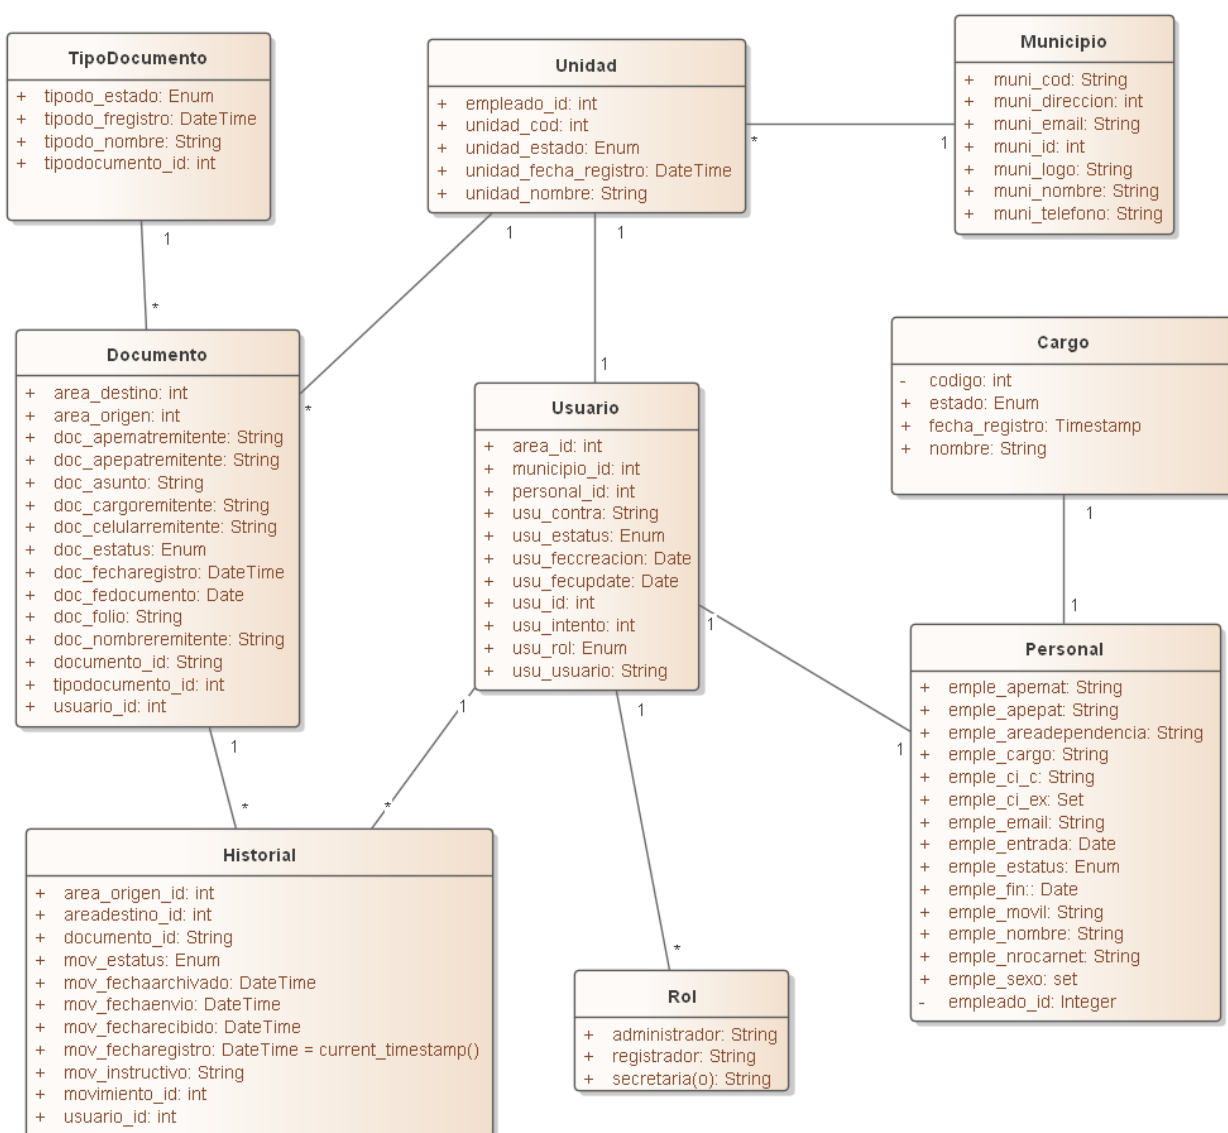 TipoDocumento
+ tipodo_estado: Enum
+ tipodo_fregistro: DateTime
+ tipodo_nombre: String
+ tipodocumento_id: int
Unidad
+ empleado_id: int
+ unidad_cod: int
+ unidad_estado: Enum
+ unidad_fecha_registro: DateTime
+ unidad_nombre: String
Municipio
+ muni_cod: String
+ muni_direccion: int
+ muni_email: String
+ muni_id: int
+ muni_logo: String
+ muni_nombre: String
+ muni_telefono: String
* 1
1
*
1
*
1
1
Documento
+ area_destino: int
+ area_origen: int
+ doc_apematremitente: String
+ doc_apepatremitente: String
+ doc_asunto: String
+ doc_cargoremitente: String
+ doc_celularremitente: String
+ doc_estatus: Enum
+ doc_fecharegistro: DateTime
+ doc_fedocumento: Date
+ doc_folio: String
+ doc_nombreremitente: String
+ documento_id: String
+ tipodocumento_id: int
+ usuario_id: int
Usuario
+ area_id: int
+ municipio_id: int
+ personal_id: int
+ usu_contra: String
+ usu_estatus: Enum
+ usu_feccreacion: Date
+ usu_fecupdate: Date
+ usu_id: int
+ usu_intento: int
+ usu_rol: Enum
+ usu_usuario: String
Cargo
- codigo: int
+ estado: Enum
+ fecha_registro: Timestamp
+ nombre: String
1
1
1
1
Personal
+ emple_apemat: String
+ emple_apepat: String
+ emple_areadependencia: String
+ emple_cargo: String
+ emple_ci_c: String
+ emple_ci_ex: Set
+ emple_email: String
+ emple_entrada: Date
+ emple_estatus: Enum
+ emple_fin:: Date
+ emple_movil: String
+ emple_nombre: String
+ emple_nrocarnet: String
+ emple_sexo: set
- empleado_id: Integer
1
*
1
*
1
*
Historial
+ area_origen_id: int
+ areadestino_id: int
+ documento_id: String
+ mov_estatus: Enum
+ mov_fechaarchivado: DateTime
+ mov_fechaenvio: DateTime
+ mov_fecharecibido: DateTime
+ mov_fecharegistro: DateTime = current_timestamp()
+ mov_instructivo: String
+ movimiento_id: int
+ usuario_id: int
Rol
+ administrador: String
+ registrador: String
+ secretaria(o): String